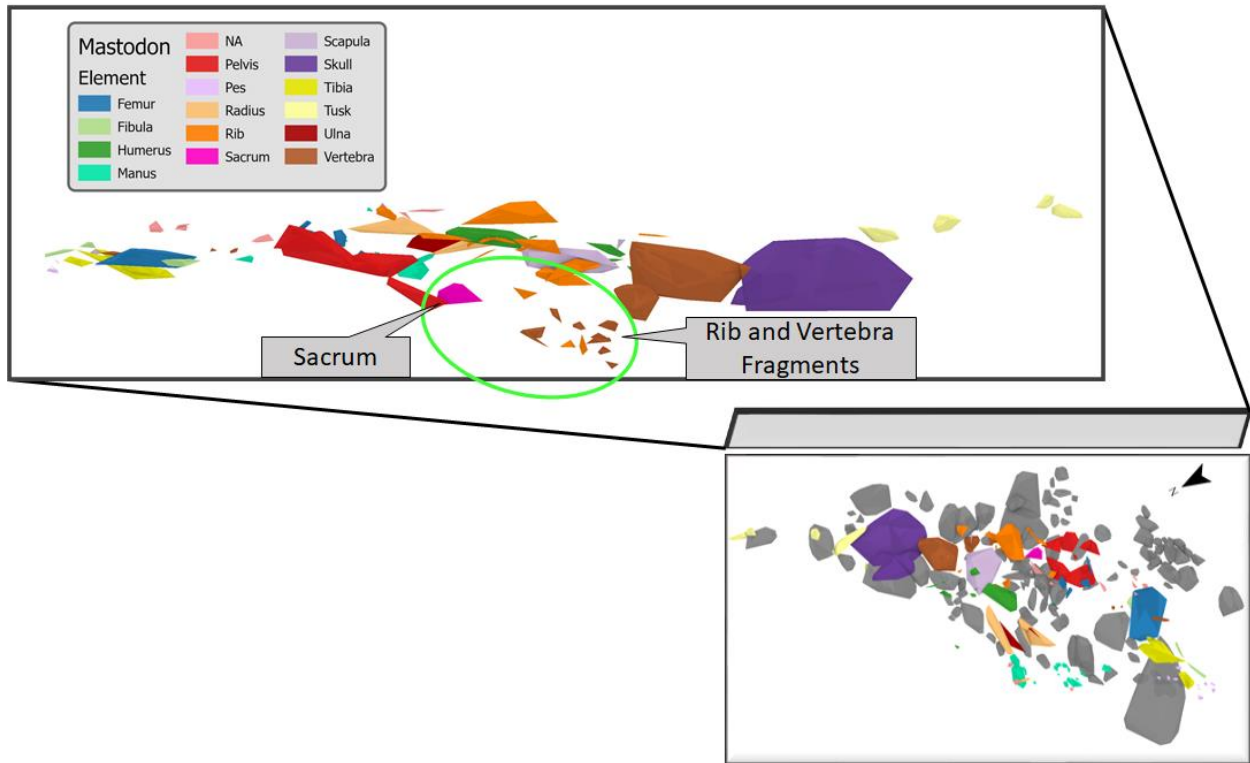 Mastodon
Element
Femur
Fibula
Humerus
Manus
NA
Pelvis
Pes
Radius
Rib
Sacrum
Scapula
Skull
Tibia
Tusk
Ulna
Vertebra
Sacrum
Rib and Vertebra
Fragments
N